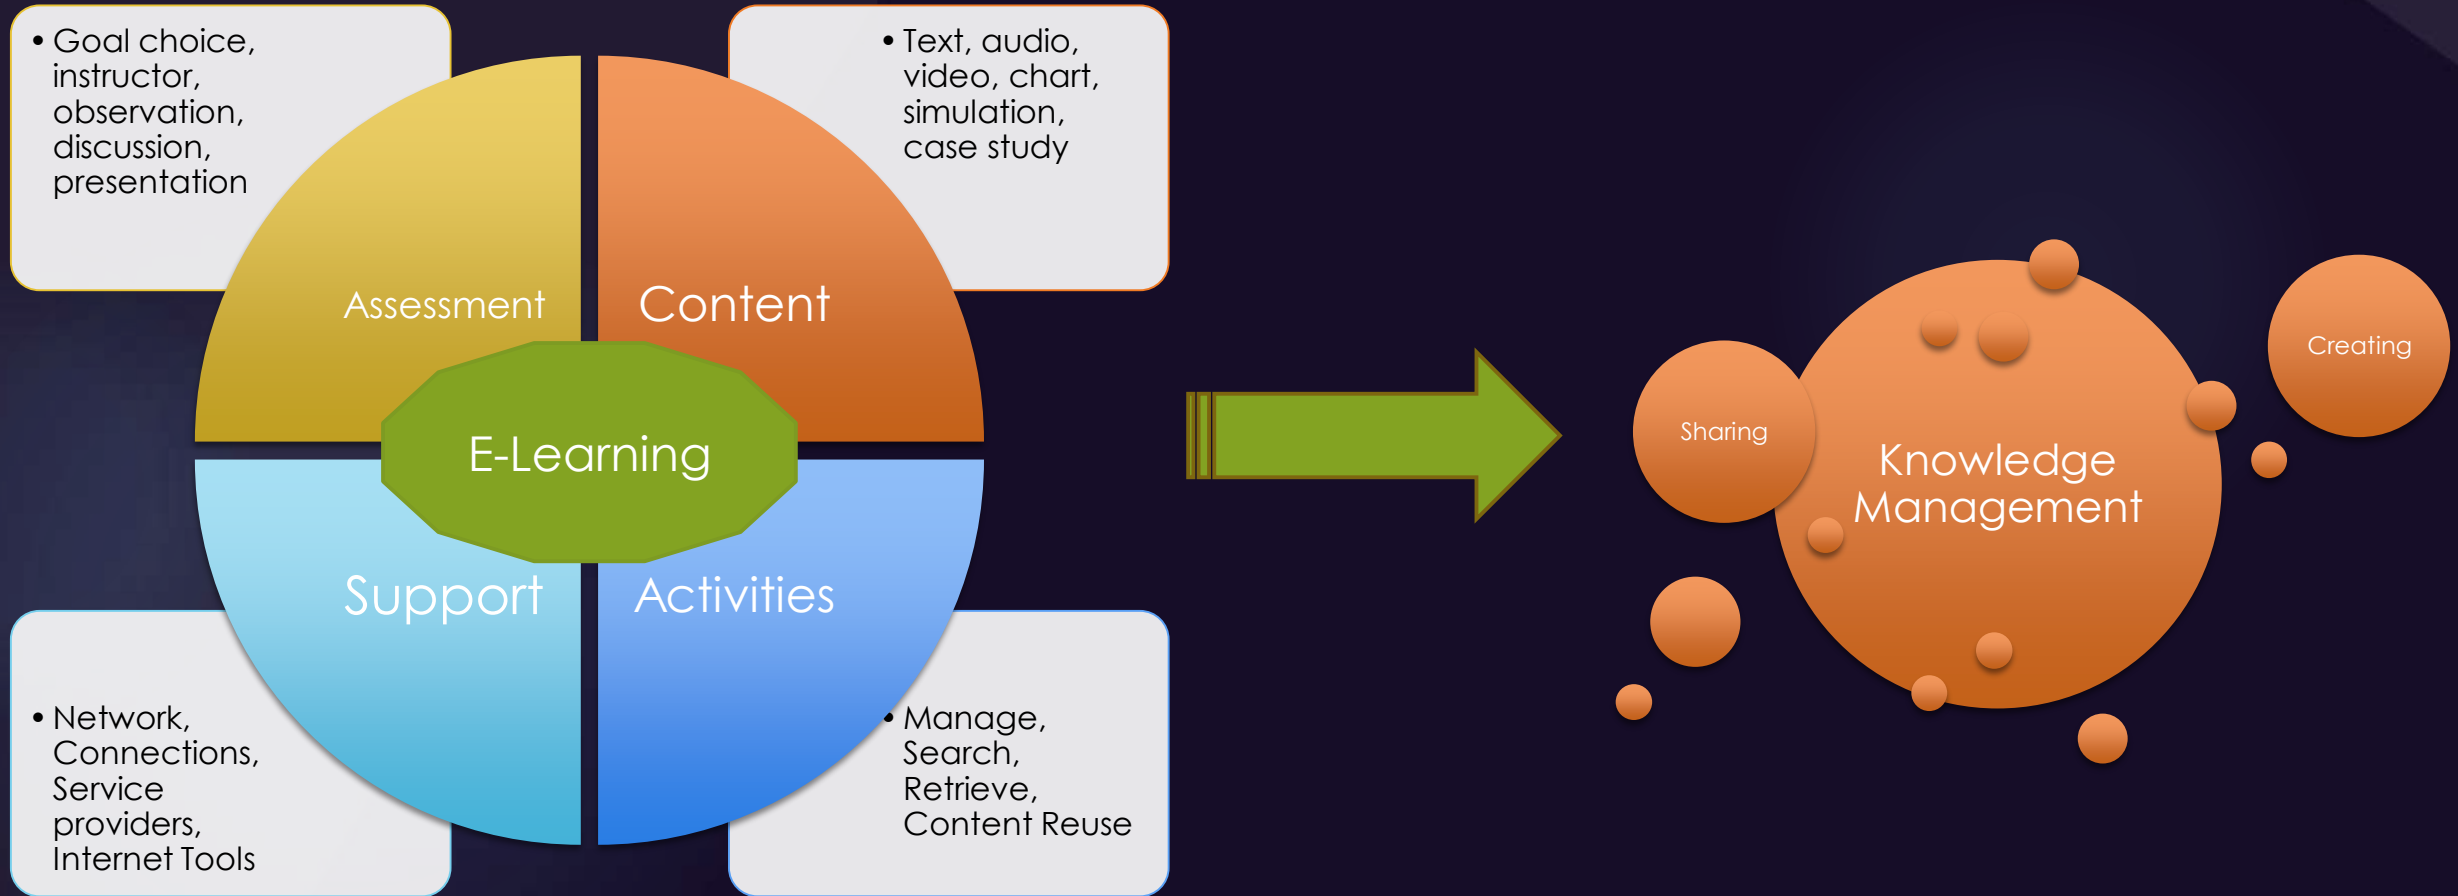 • Goal choice,
instructor,
observation,
discussion,
presentation
• Text, audio,
video, chart,
simulation,
case study
Assessment
Content
E-Learning
Support
Activities
• Network,
Connections,
Service
providers,
Internet Tools
• Manage,
Search,
Retrieve,
Content Reuse
Sharing
Knowledge
Management
Creating